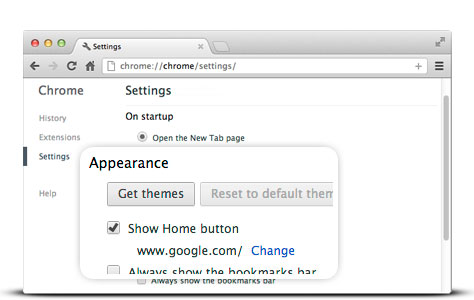 Settings
chrome://chrome/settings/
Chrome
Settings
History
On startup
Extensions
Open the New Tab page
Settings
Appearance
Get themes
Reset to default them
Help
Show Home button
www.google.com/ Change
Always show the bookmarks bar
Always show the bookmarks bar